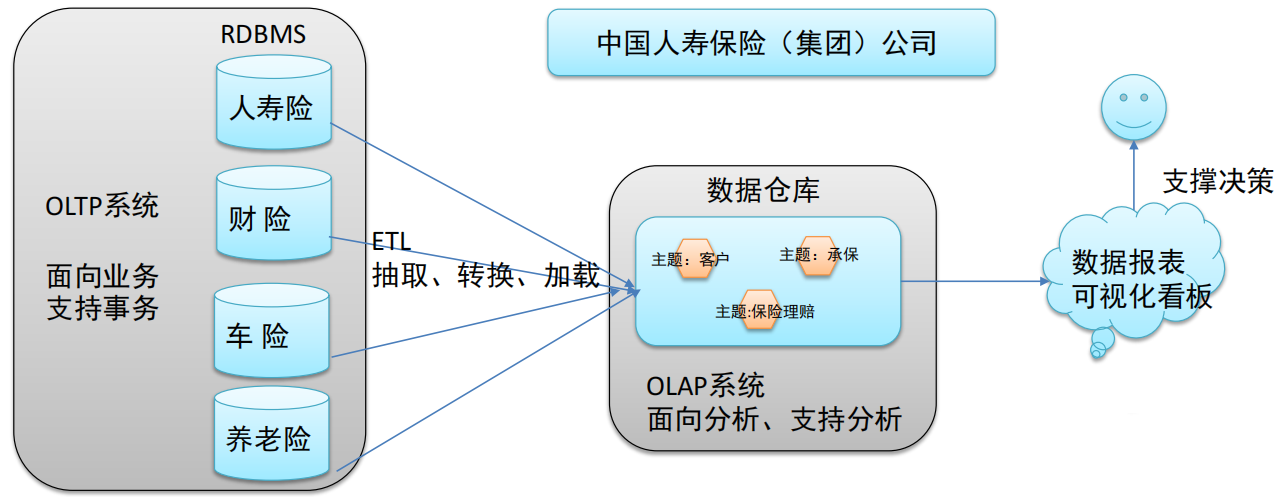 RDBMS
中国人寿保险（集团）公司
人寿险
财 险
车 险
养老险
OLTP系统
面向业务
支持事务
ETL
抽取、转换、加载
数据仓库
主题：客户
主题：承保
主题:保险理赔
OLAP系统
面向分析、支持分析
支撑决策
数据报表
可视化看板